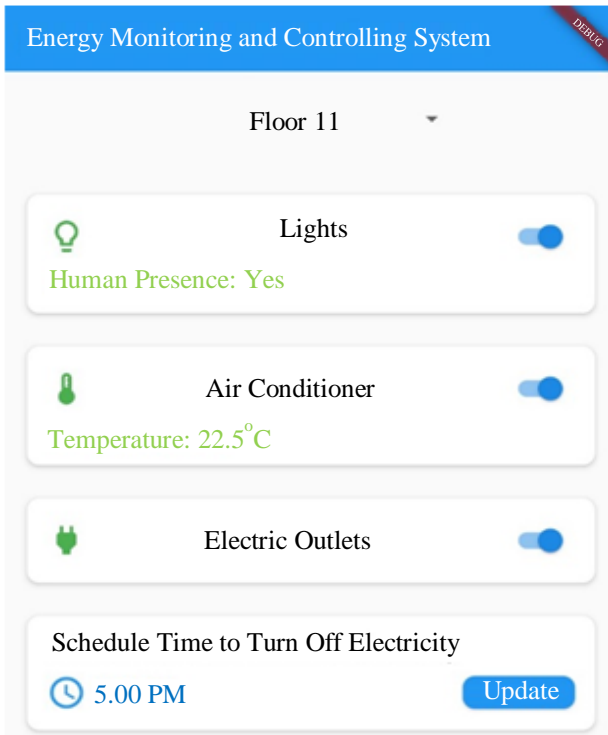 Energy Monitoring and Controlling System
DEBUG
Floor 11
Lights
Human Presence: Yes
Air Conditioner
Temperature: 22.5°C
Electric Outlets
Schedule Time to Turn Off Electricity
5.00 PM
Update